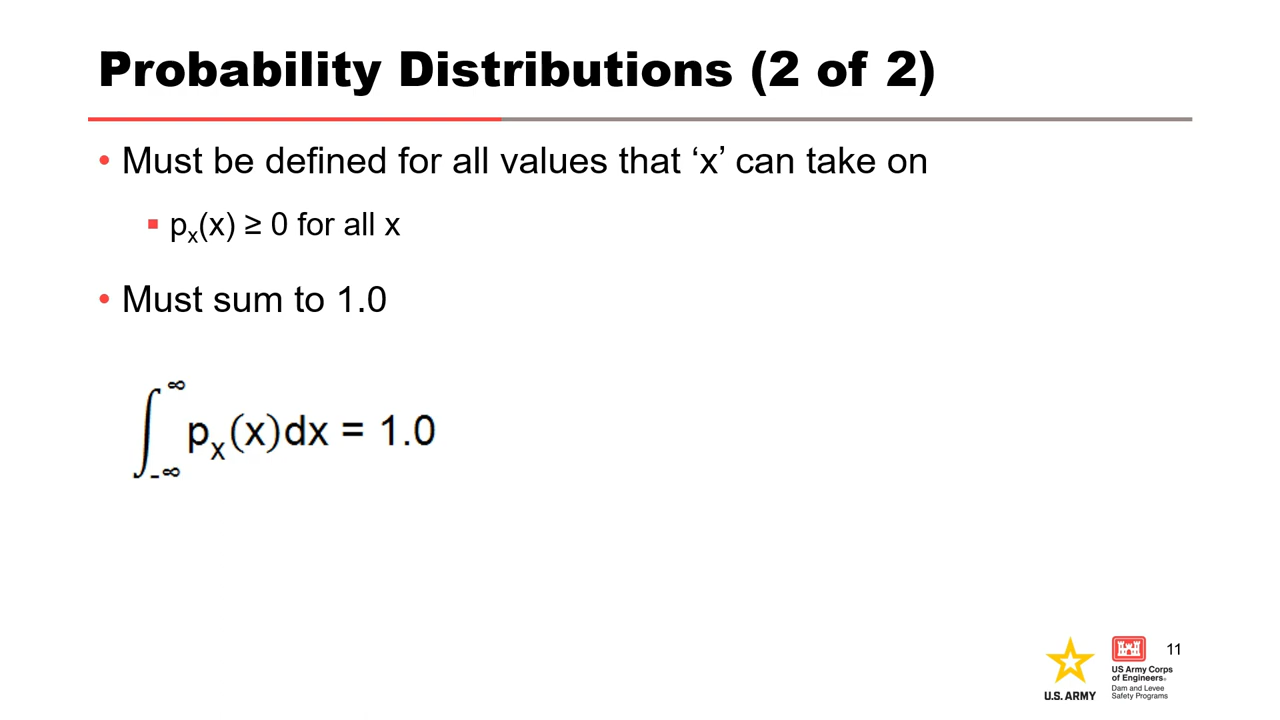 Probability Distributions (2 of 2)
• Must be defined for all values that ‘x’ can take on
▪ pₓ(x) ≥ 0 for all x
• Must sum to 1.0
∫_{-∞}^{∞} pₓ(x)dx = 1.0
U.S. ARMY
US Army Corps
of Engineers®
Dam and Levee
Safety Programs
11